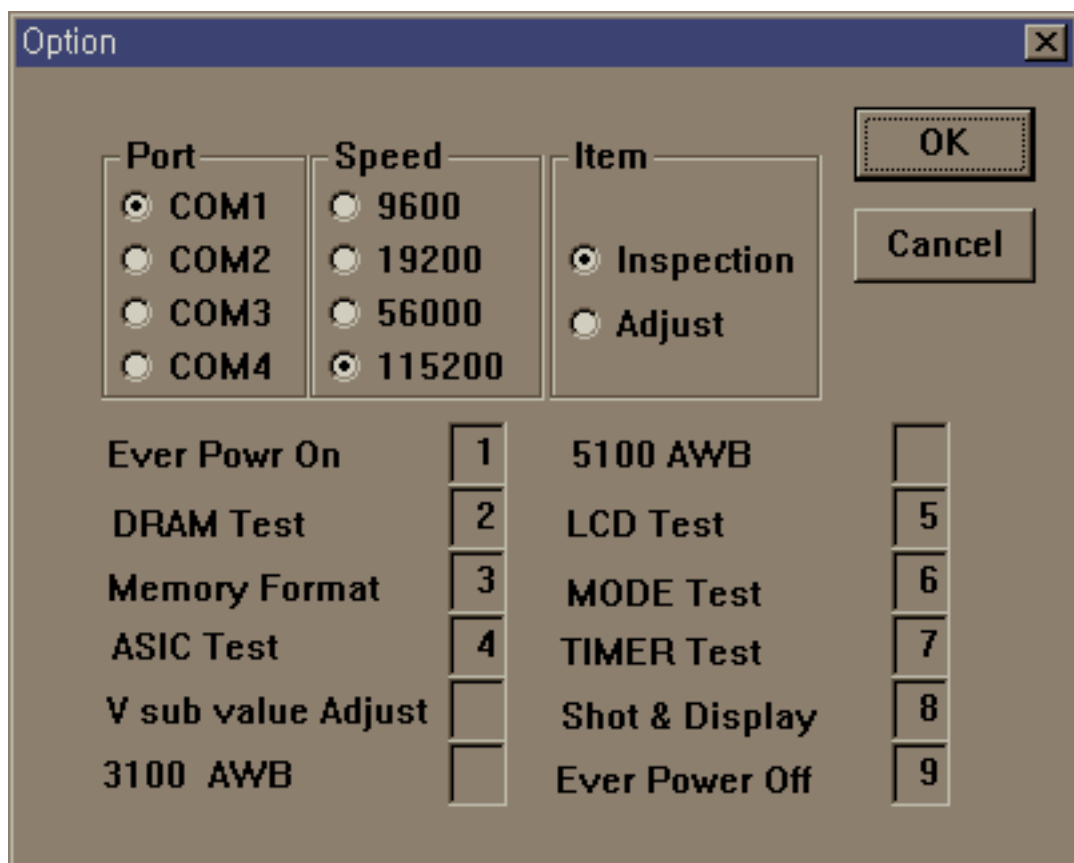 Option
Port Speed Item OK
COM1 9600
COM2 19200 Inspection Cancel
COM3 56000 Adjust
COM4 115200
Ever Powr On 1 5100 AWB
DRAM Test 2 LCD Test 5
Memory Format 3 MODE Test 6
ASIC Test 4 TIMER Test 7
V sub value Adjust Shot & Display 8
3100 AWB Ever Power Off 9